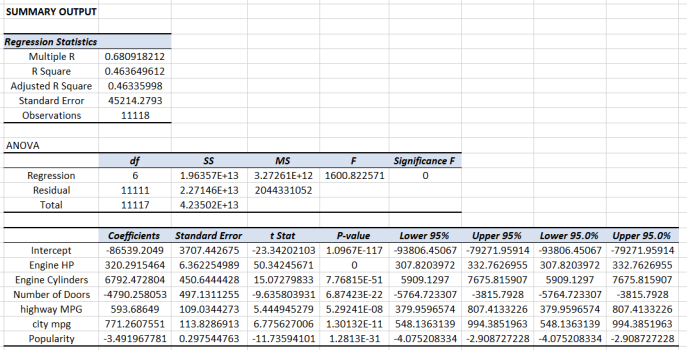 SUMMARY OUTPUT
Regression Statistics
Multiple R 0.680918212
R Square 0.463649612
Adjusted R Square 0.46335998
Standard Error 45214.2793
Observations 11118
ANOVA
df SS MS F Significance F
Regression 6 1.96357E+13 3.27261E+12 1600.822571 0
Residual 11111 2.27146E+13 2044331052
Total 11117 4.23502E+13
Coefficients Standard Error t Stat P-value Lower 95% Upper 95% Lower 95.0% Upper 95.0%
Intercept -86539.2049 3707.442675 -23.34202103 1.0967E-117 -93806.45067 -79271.95914 -93806.45067 -79271.95914
Engine HP 320.2915464 6.362254989 50.34245671 0 307.8203972 332.7626955 307.8203972 332.7626955
Engine Cylinders 6792.472804 450.6444428 15.07279833 7.76815E-51 5909.1297 7675.815907 5909.1297 7675.815907
Number of Doors -4790.258053 497.1311255 -9.635803931 6.87423E-22 -5764.723307 -3815.7928 -5764.723307 -3815.7928
highway MPG 593.68649 109.0344273 5.444945279 5.29241E-08 379.9596574 807.4133226 379.9596574 807.4133226
city mpg 771.2607551 113.8286913 6.775627006 1.30132E-11 548.1363139 994.3851963 548.1363139 994.3851963
Popularity -3.491967781 0.297544763 -11.73594101 1.2813E-31 -4.075208334 -2.908727228 -4.075208334 -2.908727228